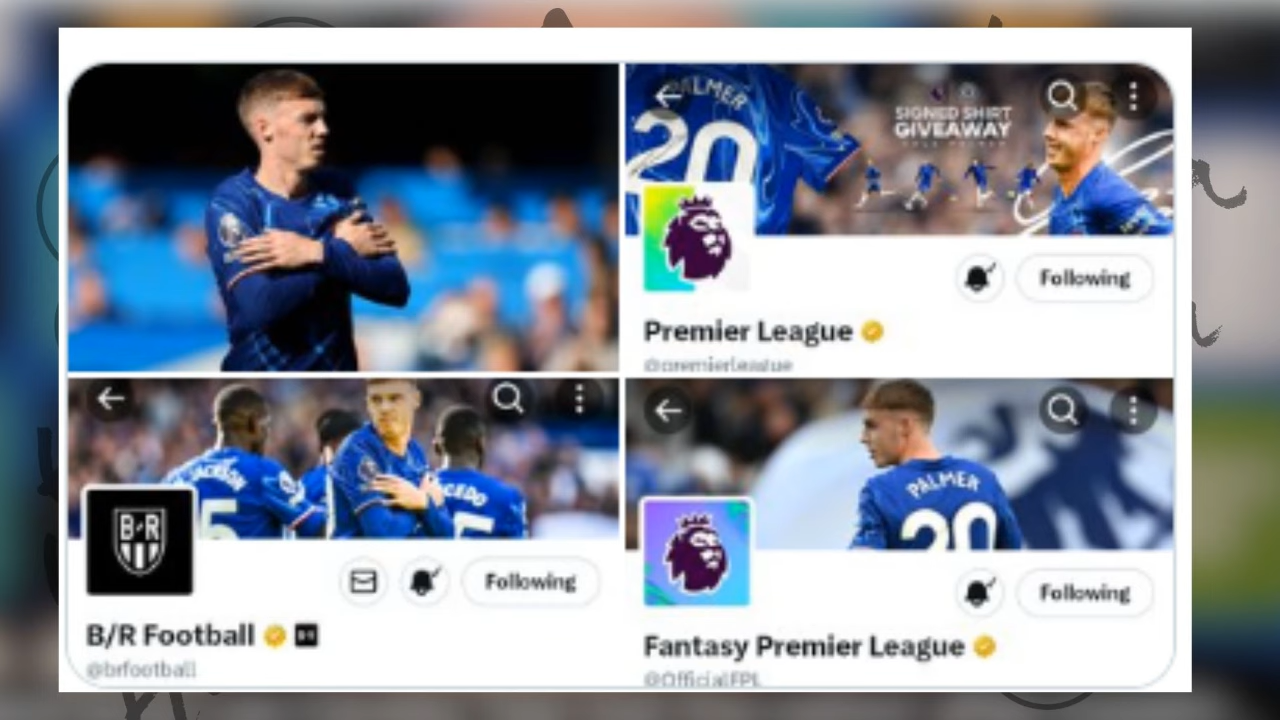 PALMER
20
SIGNED SHIRT
GIVEAWAY
Following
Premier League
@premierleague
JACKSON
5
B/R
Following
B/R Football
@brfootball
PALMER
20
Following
Fantasy Premier League
@OfficialFPL